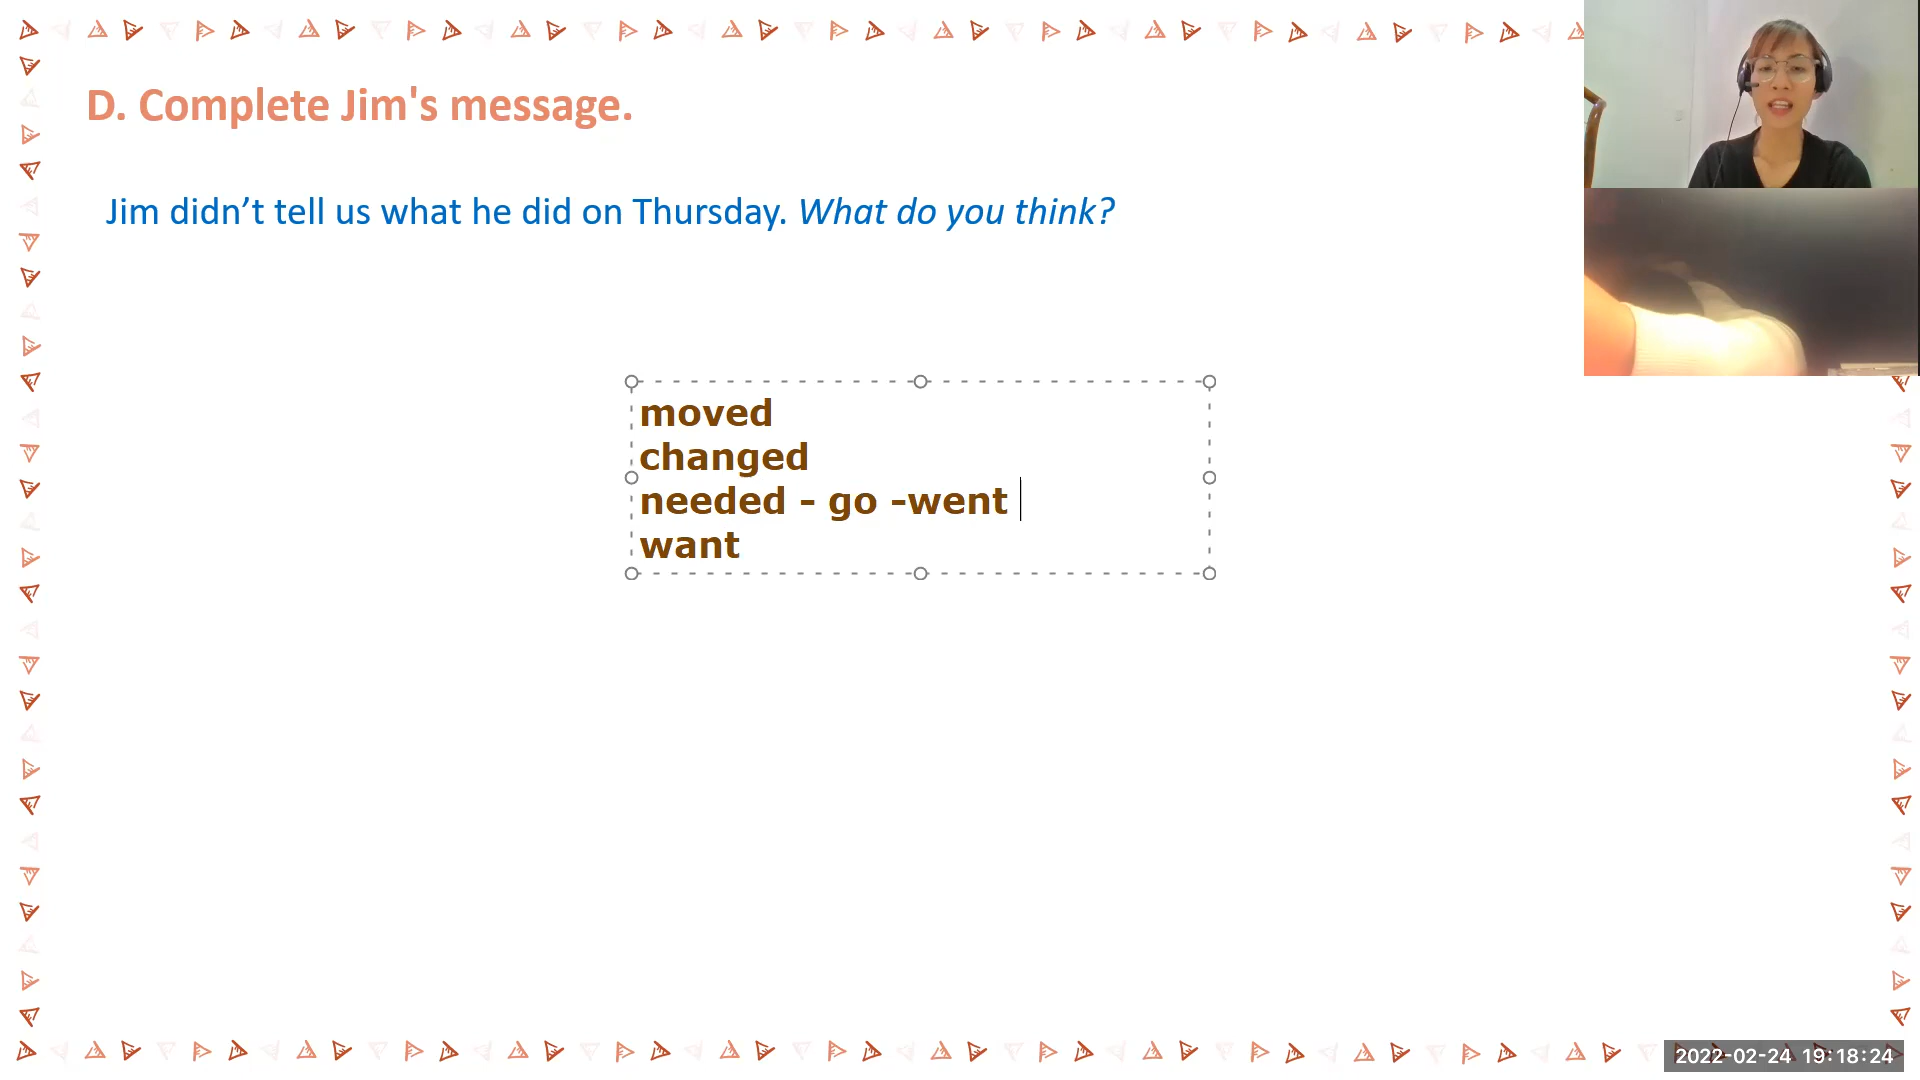 D. Complete Jim's message.
Jim didn’t tell us what he did on Thursday. What do you think?
moved
changed
needed - go -went
want
2022-02-24 19:18:24